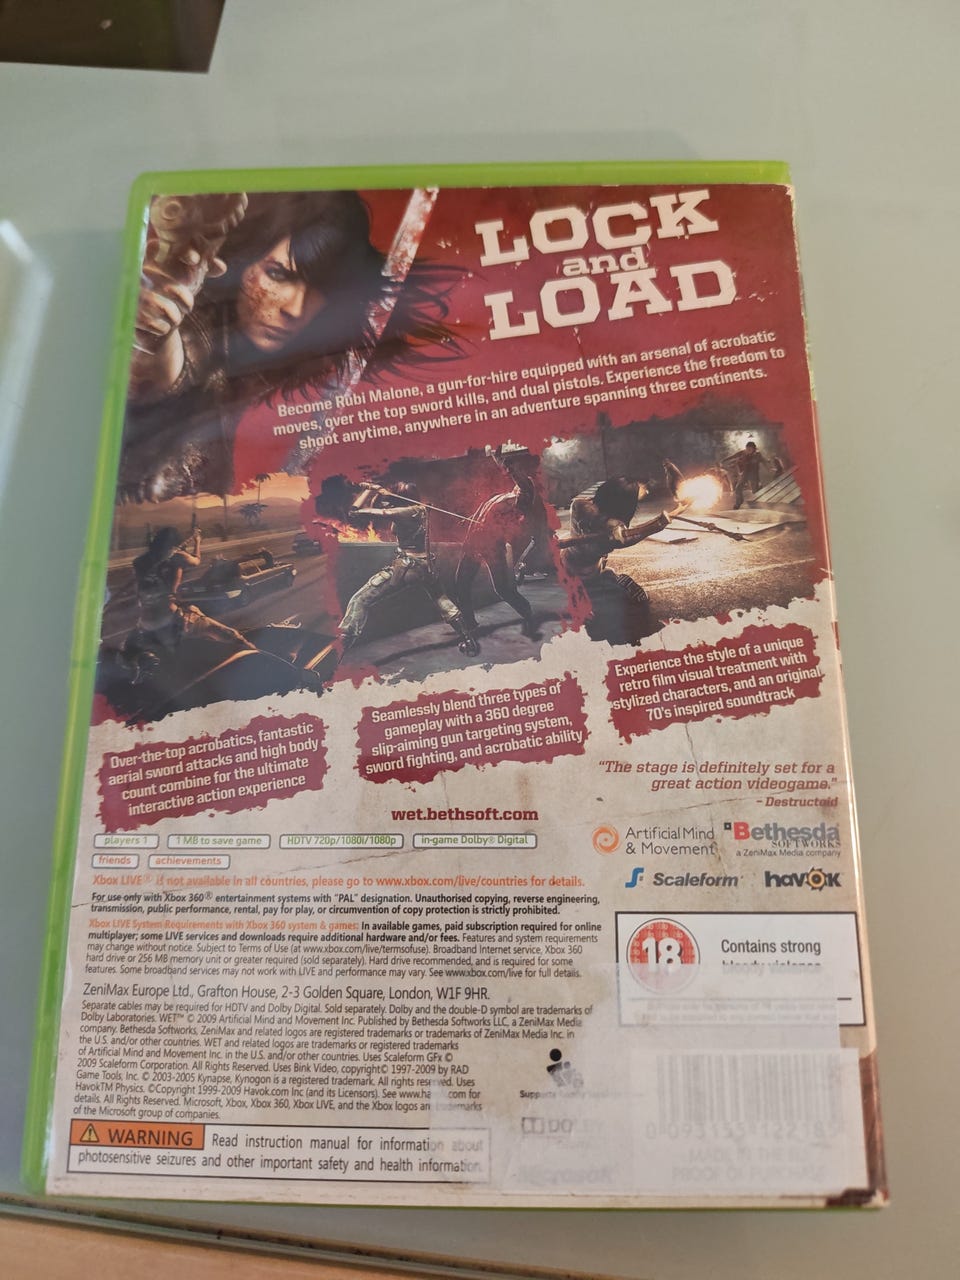 LOCK
and
LOAD
Become Rubi Malone, a gun-for-hire equipped with an arsenal of acrobatic
moves, over the top sword kills, and dual pistols. Experience the freedom to
shoot anytime, anywhere in an adventure spanning three continents.
Over-the-top acrobatics, fantastic
aerial sword attacks and high body
count combine for the ultimate
interactive action experience
Seamlessly blend three types of
gameplay with a 360 degree
slip-aiming gun targeting system,
sword fighting, and acrobatic ability
Experience the style of a unique
retro film visual treatment with
stylized characters, and an original
70's inspired soundtrack
"The stage is definitely set for a
great action videogame."
- Destructoid
wet.bethsoft.com
players 1
1 MB to save game
HDTV 720p/1080i/1080p
in-game Dolby® Digital
friends
achievements
Artificial Mind
& Movement
Bethesda
SOFTWORKS
a ZeniMax Media company
Scaleform
havok
Xbox LIVE® is not available in all countries, please go to www.xbox.com/live/countries for details.
For use only with Xbox 360® entertainment systems with "PAL" designation. Unauthorised copying, reverse engineering,
transmission, public performance, rental, pay for play, or circumvention of copy protection is strictly prohibited.
Xbox LIVE System Requirements with Xbox 360 system & games: In available games, paid subscription required for online
multiplayer; some LIVE services and downloads require additional hardware and/or fees. Features and system requirements
may change without notice. Subject to Terms of Use (at www.xbox.com/live/termsofuse). Broadband Internet service, Xbox 360
hard drive or 256 MB memory unit or greater required (sold separately). Hard drive recommended, and is required for some
features. Some broadband services may not work with LIVE and performance may vary. See www.xbox.com/live for full details.
18
Contains strong
bloody violence
ZeniMax Europe Ltd., Grafton House, 2-3 Golden Square, London, W1F 9HR.
Separate cables may be required for HDTV and Dolby Digital. Sold separately. Dolby and the double-D symbol are trademarks of
Dolby Laboratories. WET™ © 2009 Artificial Mind and Movement Inc. Published by Bethesda Softworks LLC, a ZeniMax Media
company. Bethesda Softworks, ZeniMax and related logos are registered trademarks or trademarks of ZeniMax Media Inc. in
the U.S. and/or other countries. WET and related logos are trademarks or registered trademarks
of Artificial Mind and Movement Inc. in the U.S. and/or other countries. Uses Scaleform GFx ©
2009 Scaleform Corporation. All Rights Reserved. Uses Bink Video, copyright© 1997-2009 by RAD
Game Tools, Inc. © 2003-2005 Kynapse, Kynogon is a registered trademark. All rights reserved. Uses
Havok™ Physics. ©Copyright 1999-2009 Havok.com Inc (and its Licensors). See www.havok.com for
details. All Rights Reserved. Microsoft, Xbox, Xbox 360, Xbox LIVE, and the Xbox logos are trademarks
of the Microsoft group of companies.
Supports
DOLBY
Microsoft
PROOF OF PURCHASE
WARNING Read instruction manual for information about
photosensitive seizures and other important safety and health information.